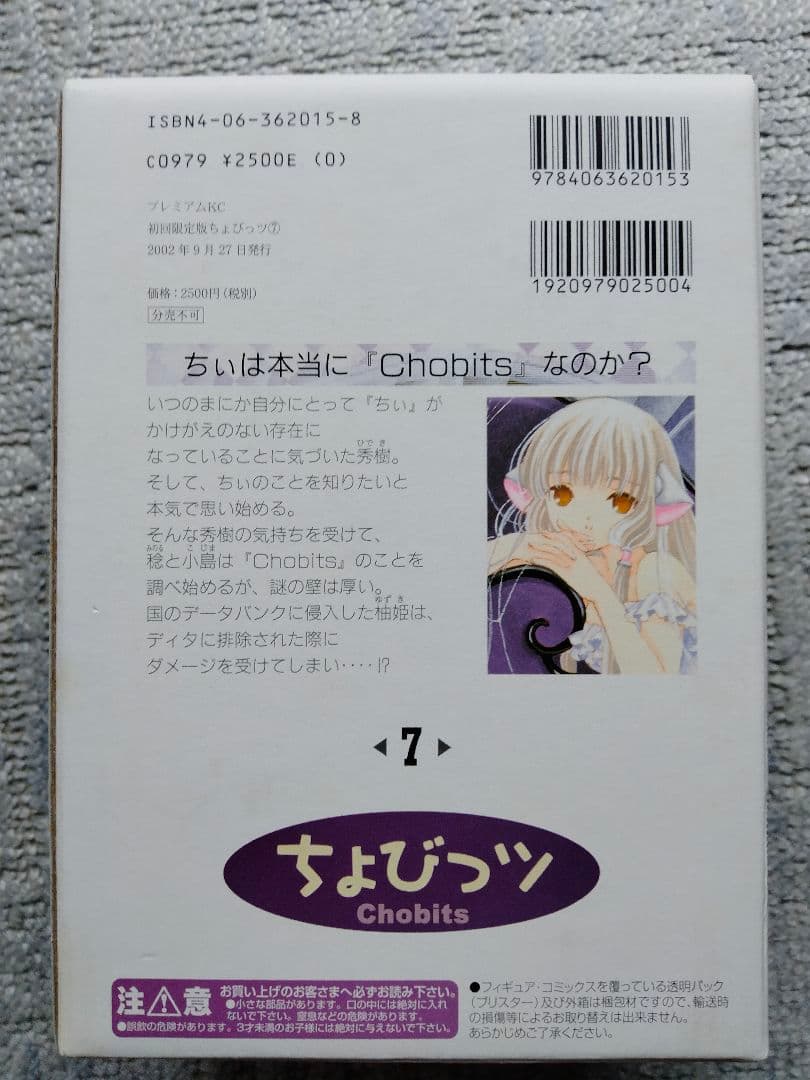 ISBN4-06-362015-8
C0979 ¥2500E (0)
9784063620153
プレミアムKC
初回限定版ちょびっツ⑦
2002年9月27日発行
価格：2500円（税別）
分売不可
1920979025004
ちぃは本当に『Chobits』なのか？
いつのまにか自分にとって『ちぃ』が
かけがえのない存在に
なっていることに気づいた秀樹。
ひでき
そして、ちぃのことを知りたいと
本気で思い始める。
そんな秀樹の気持ちを受けて、
みのる こじま
稔と小島は『Chobits』のことを
調べ始めるが、謎の壁は厚い。
ゆずき
国のデータバンクに侵入した柚姫は、
ディタに排除された際に
ダメージを受けてしまい‥‥!?
7
ちょびっツ
Chobits
注⚠意
お買い上げのお客さまへ必ずお読み下さい。
●小さな部品があります。口の中には絶対に入れ
ないで下さい。窒息などの危険があります。
●誤飲の危険があります。3才未満のお子様には絶対に与えないで下さい。
●フィギュア・コミックスを覆っている透明パック
（ブリスター）及び外箱は梱包材ですので、輸送時
の損傷等によるお取り替えは出来ません。
あらかじめご了承ください。